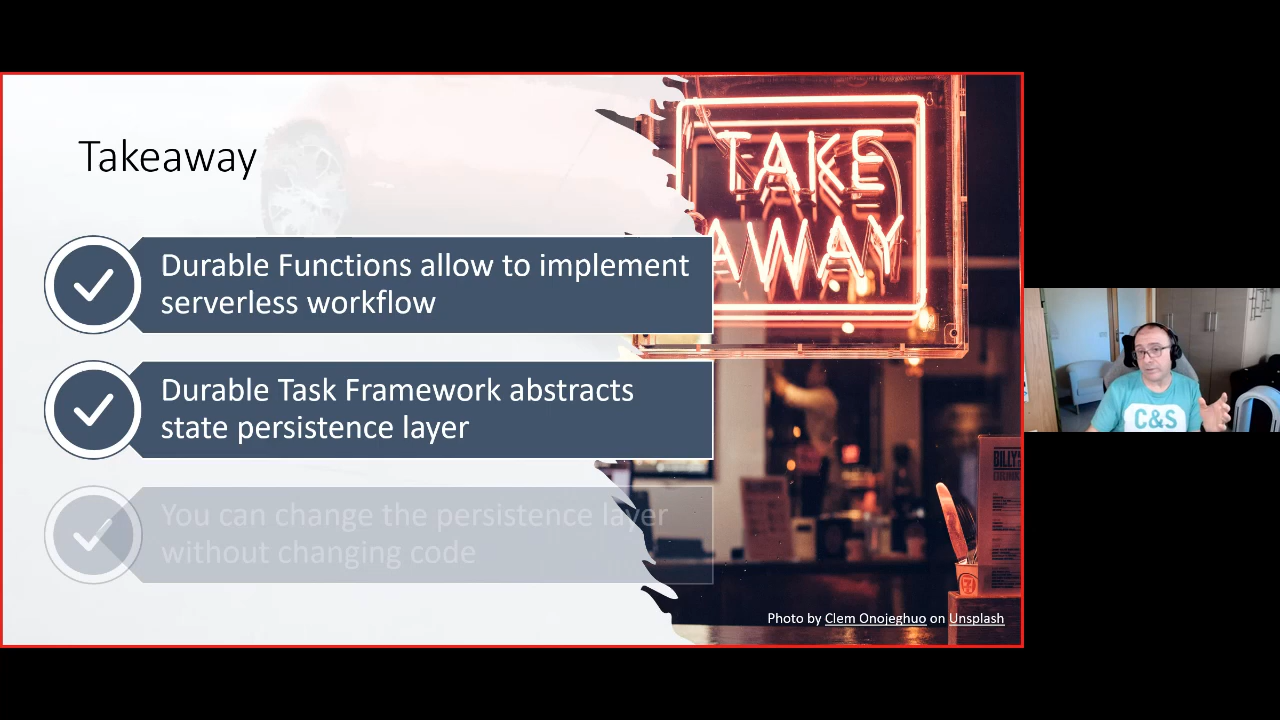 Takeaway
Durable Functions allow to implement
serverless workflow
Durable Task Framework abstracts
state persistence layer
You can change the persistence layer
without changing code
TAKE
AWAY
BILLY'S
Photo by Clem Onojeghuo on Unsplash
C&S